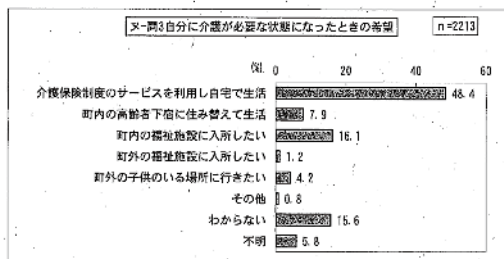 ヌー問3自分に介護が必要な状態になったときの希望
n=2213
(%) 0 20 40 60
介護保険制度のサービスを利用し自宅で生活 48.4
町内の高齢者下宿に住み替えて生活 7.9
町内の福祉施設に入所したい 16.1
町外の福祉施設に入所したい 1.2
町外の子供のいる場所に行きたい 4.2
その他 0.8
わからない 15.6
不明 5.8